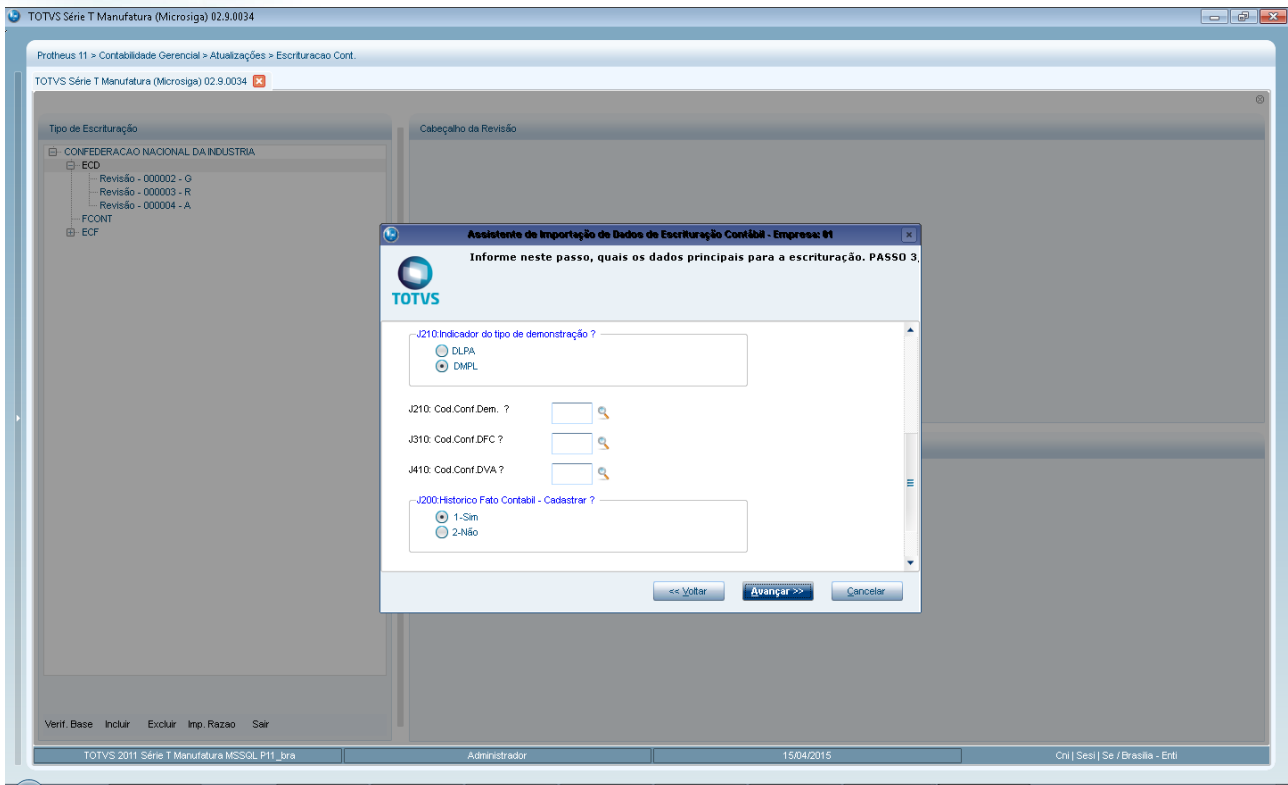 TOTVS Série T Manufatura (Microsiga) 02.9.0034
Protheus 11 > Contabilidade Gerencial > Atualizações > Escrituracao Cont.
TOTVS Série T Manufatura (Microsiga) 02.9.0034
Tipo de Escrituração
Cabeçalho da Revisão
CONFEDERACAO NACIONAL DA INDUSTRIA
ECD
Revisão - 000002 - G
Revisão - 000003 - R
Revisão - 000004 - A
FCONT
ECF
Assistente de Importação de Dados de Escrituração Contábil - Empresa: 01
Informe neste passo, quais os dados principais para a escrituração. PASSO 3
TOTVS
J210:Indicador do tipo de demonstração ?
DLPA
DMPL
J210: Cod.Conf.Dem. ?
J310: Cod.Conf.DFC ?
J410: Cod.Conf.DVA ?
J200:Historico Fato Contabil - Cadastrar ?
1-Sim
2-Não
<< Voltar
Avançar >>
Cancelar
Verif. Base Incluir Excluir Imp. Razao Sair
TOTVS 2011 Série T Manufatura MSSQL P11_bra
Administrador
15/04/2015
Cni | Sesi | Se / Brasilia - Enti